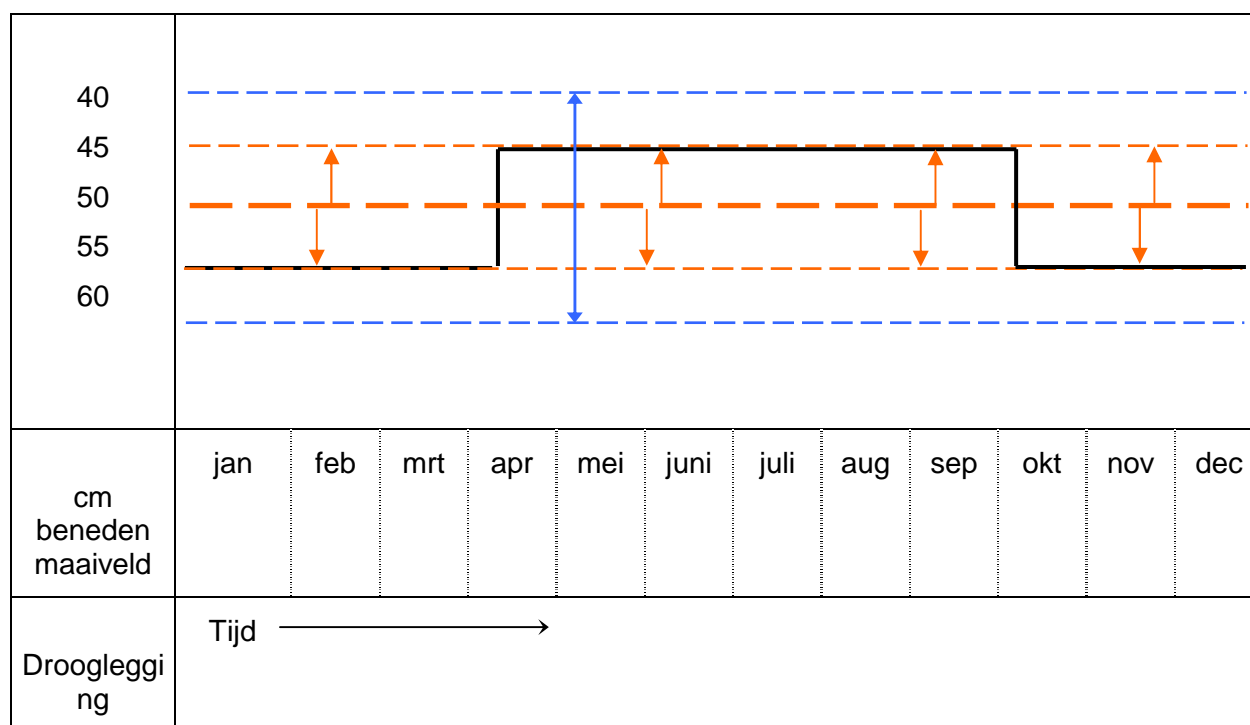 40
45
50
55
60
cm
beneden
maaiveld
jan feb mrt apr mei juni juli aug sep okt nov dec
Droogleggi
ng
Tijd